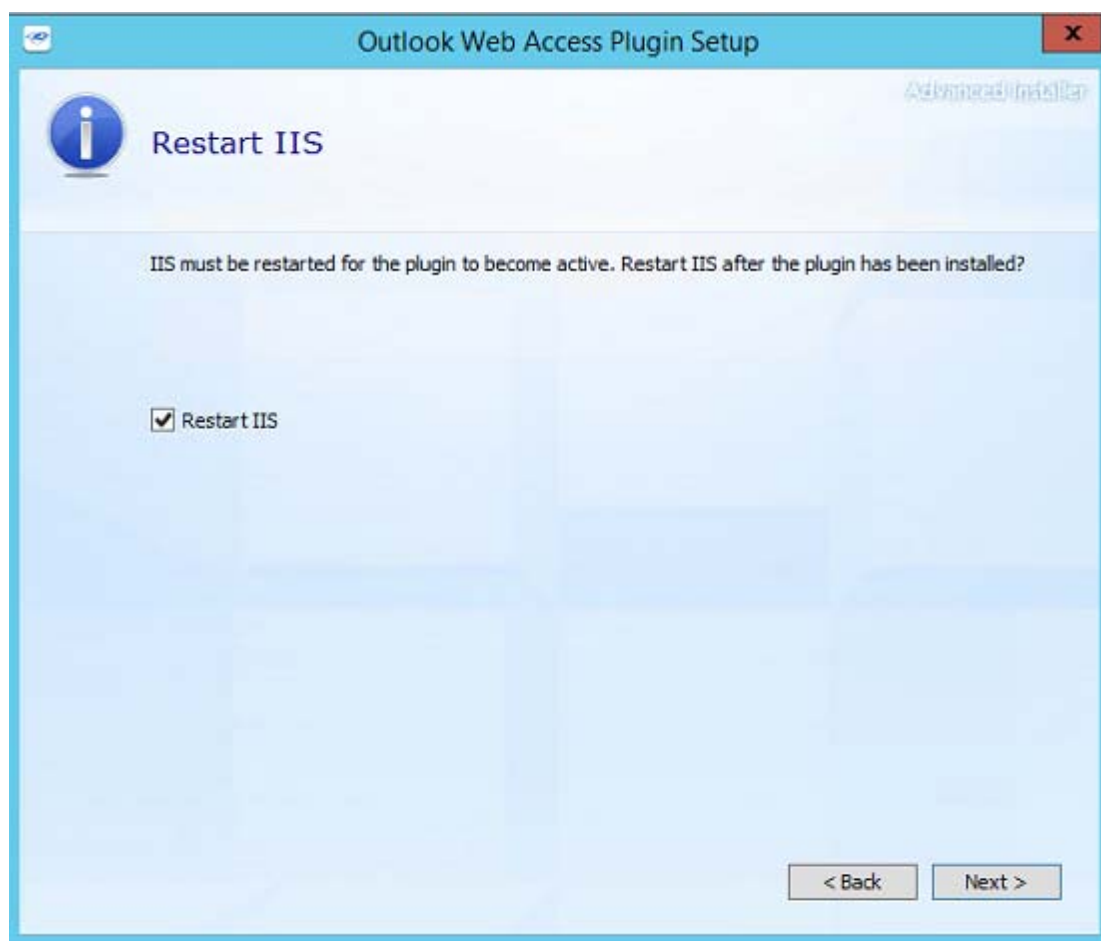 Outlook Web Access Plugin Setup
x
Advanced Installer
Restart IIS
IIS must be restarted for the plugin to become active. Restart IIS after the plugin has been installed?
Restart IIS
< Back
Next >